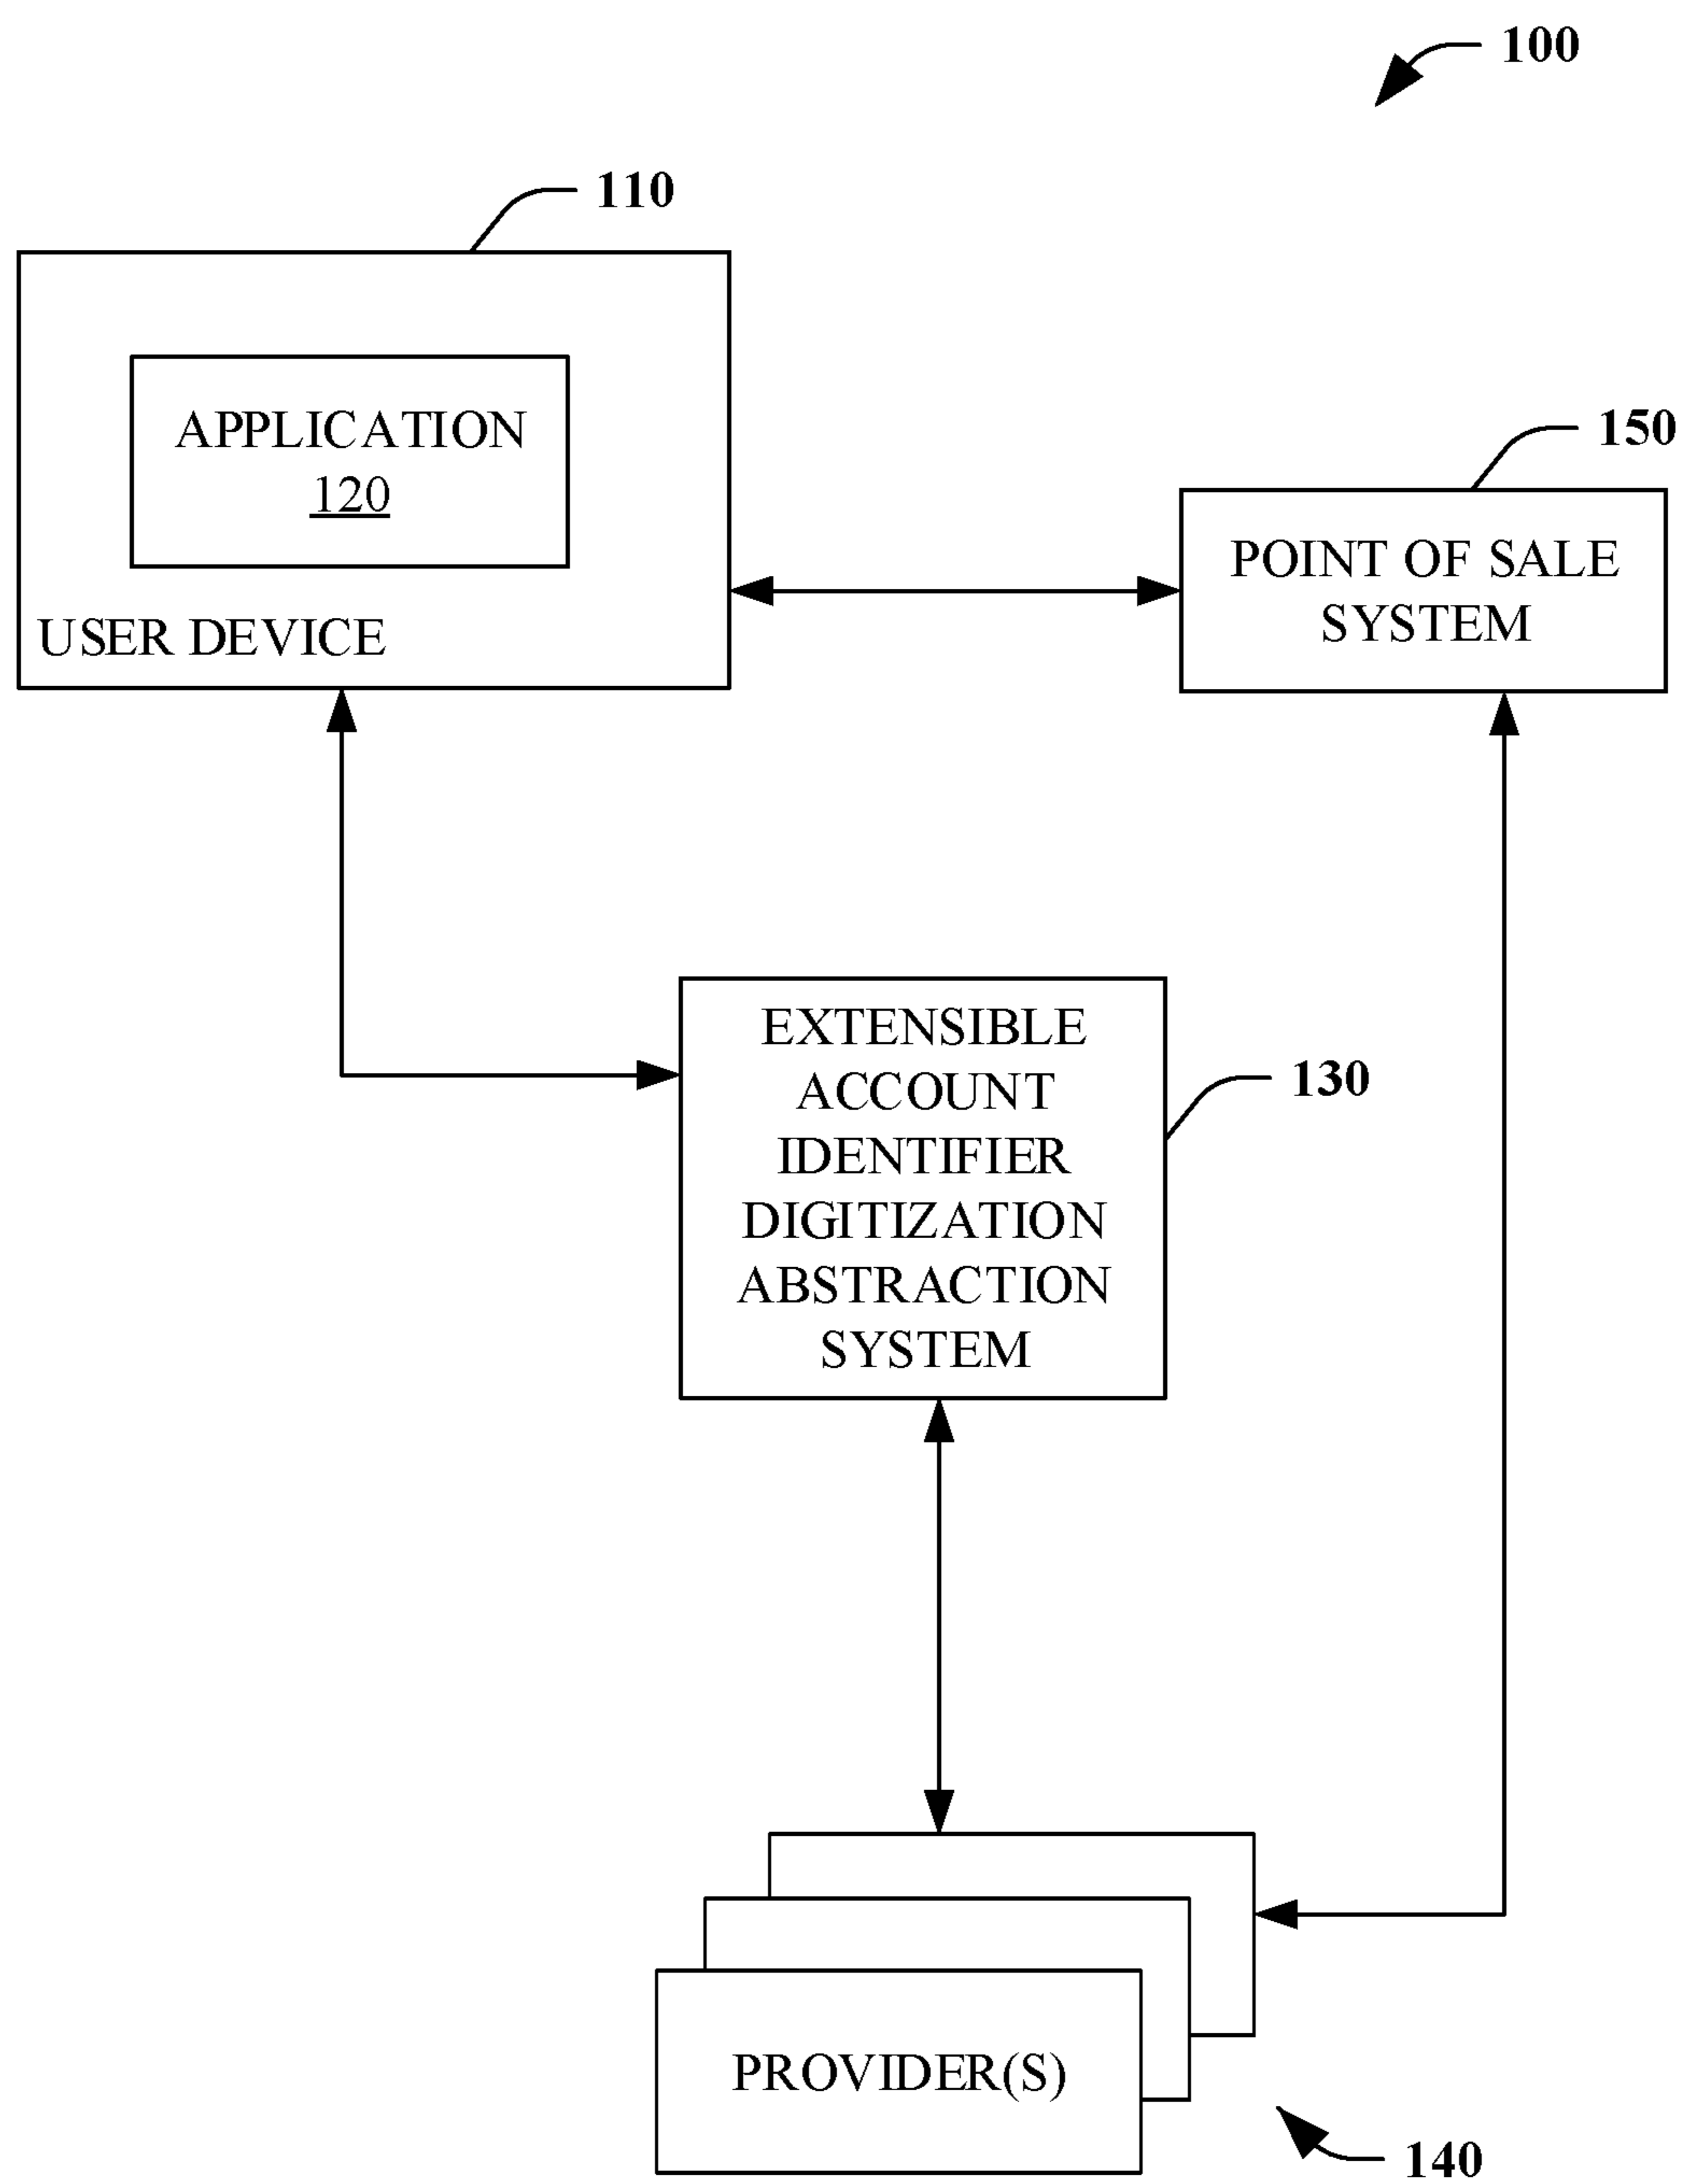 100
110
APPLICATION
120
USER DEVICE
150
POINT OF SALE
SYSTEM
EXTENSIBLE
ACCOUNT
IDENTIFIER
DIGITIZATION
ABSTRACTION
SYSTEM
130
PROVIDER(S)
140